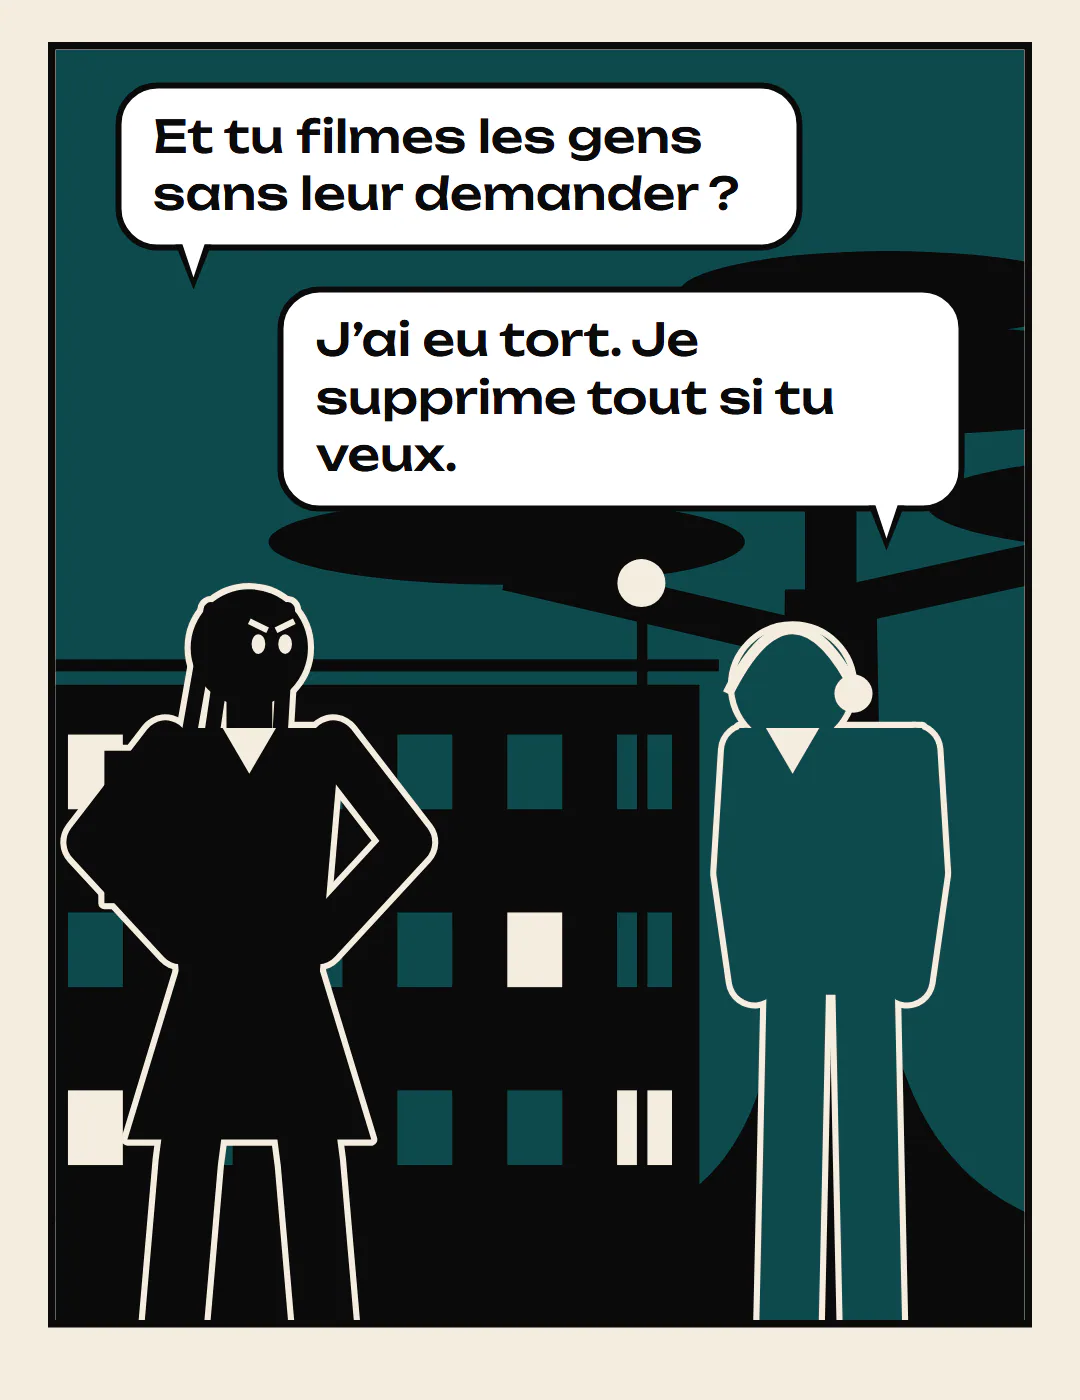 Et tu filmes les gens
sans leur demander ?
J’ai eu tort. Je
supprime tout si tu
veux.